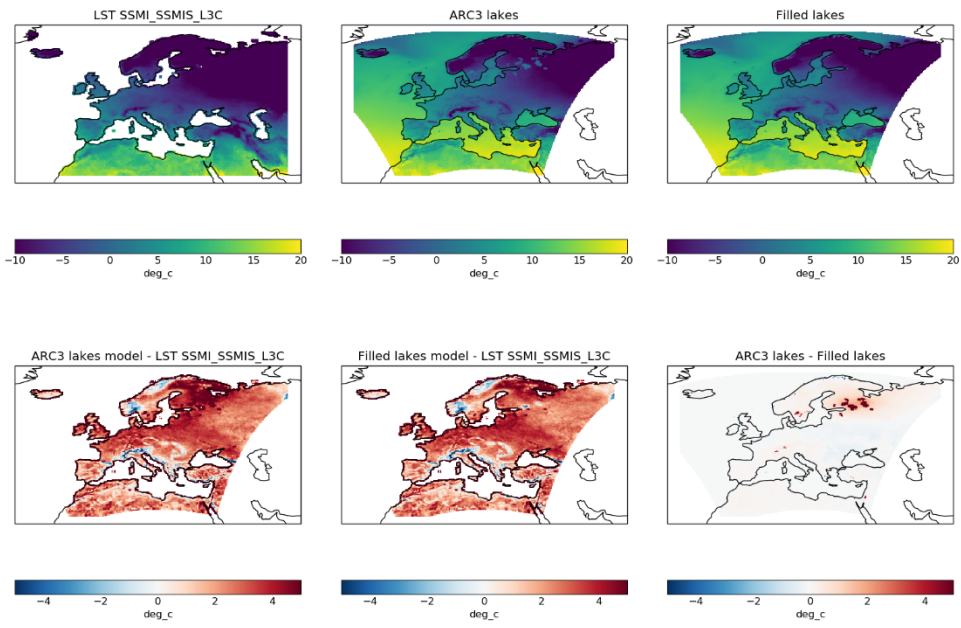 LST SSMI_SSMIS_L3C
ARC3 lakes
Filled lakes
−10 −5 0 5 10 15 20
deg_c
−10 −5 0 5 10 15 20
deg_c
−10 −5 0 5 10 15 20
deg_c
ARC3 lakes model - LST SSMI_SSMIS_L3C
Filled lakes model - LST SSMI_SSMIS_L3C
ARC3 lakes - Filled lakes
−4 −2 0 2 4
deg_c
−4 −2 0 2 4
deg_c
−4 −2 0 2 4
deg_c